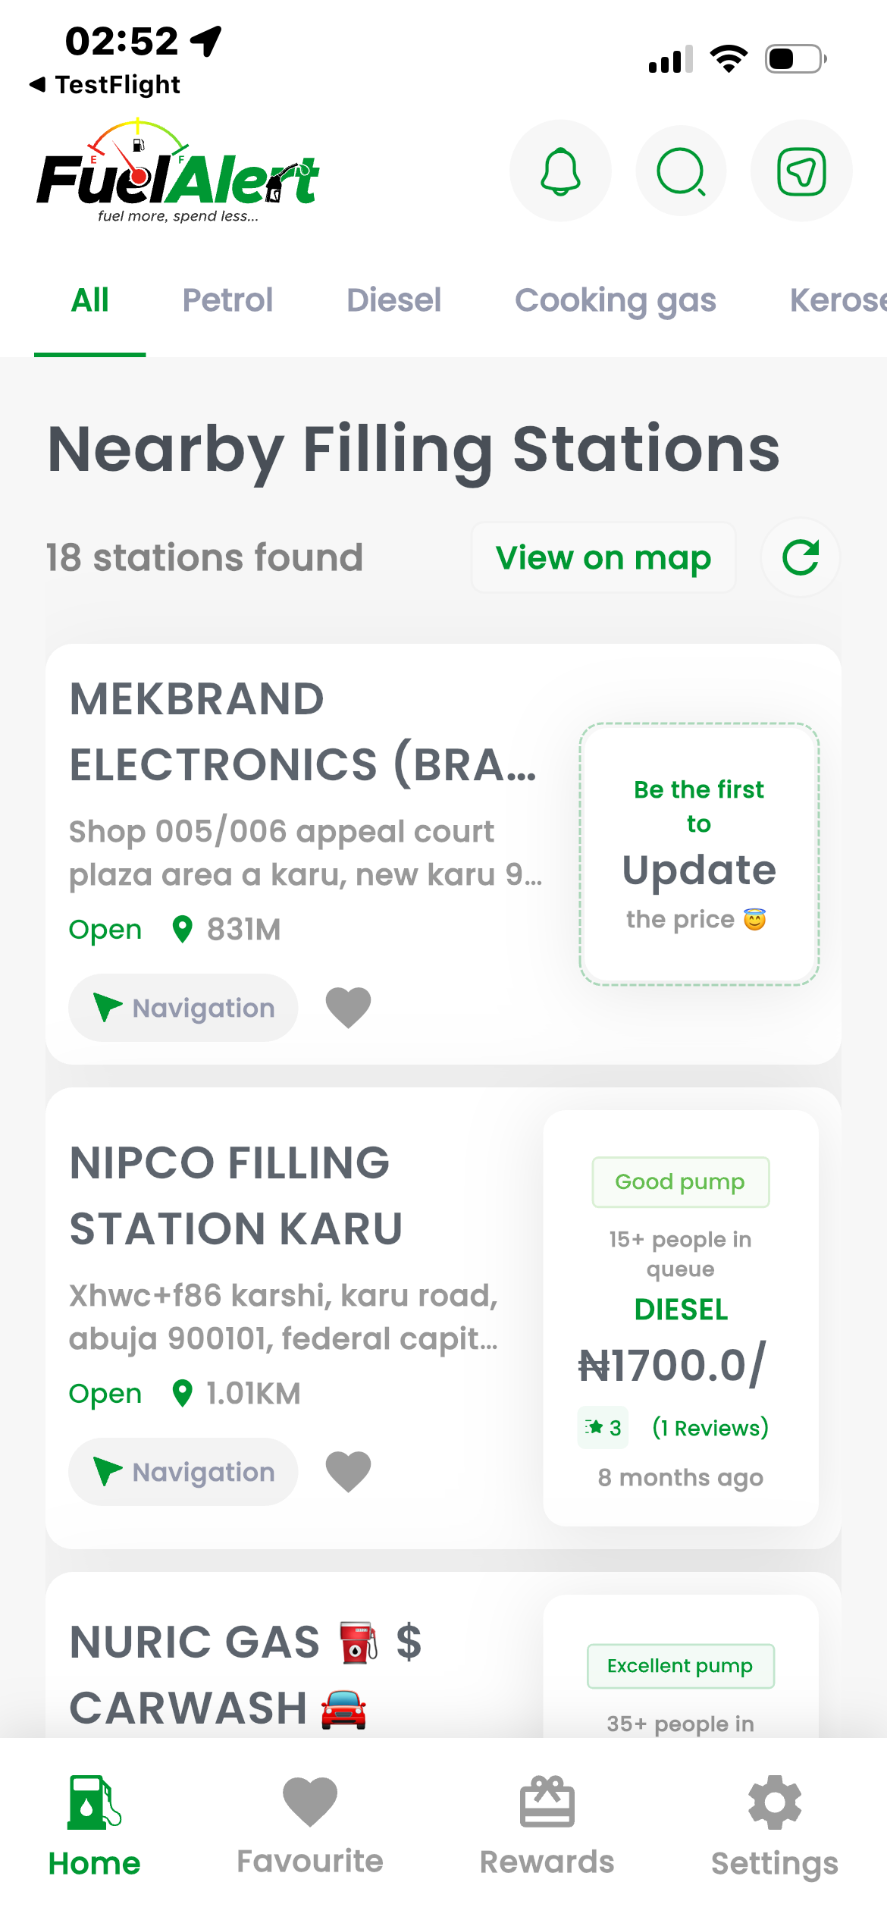 02:52
TestFlight
E F
FuelAlert
fuel more, spend less...
All Petrol Diesel Cooking gas Kerose
Nearby Filling Stations
18 stations found View on map
MEKBRAND
ELECTRONICS (BRA...
Shop 005/006 appeal court
plaza area a karu, new karu 9...
Open 831M
Navigation
Be the first
to
Update
the price 😇
NIPCO FILLING
STATION KARU
Xhwc+f86 karshi, karu road,
abuja 900101, federal capit...
Open 1.01KM
Navigation
Good pump
15+ people in
queue
DIESEL
₦1700.0/
3 (1 Reviews)
8 months ago
NURIC GAS ⛽ $
CARWASH 🚘
Excellent pump
35+ people in
Home Favourite Rewards Settings